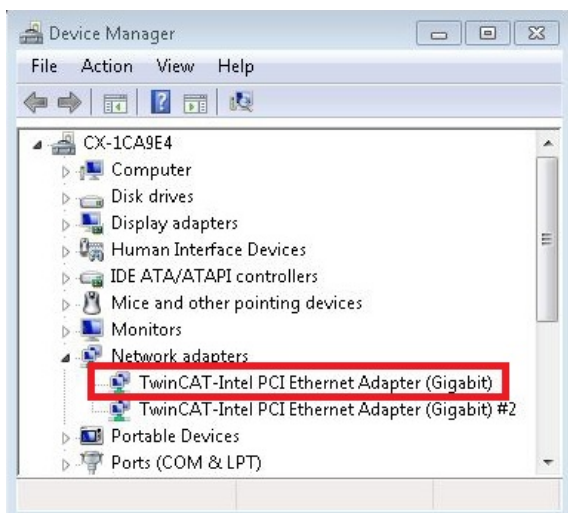 Device Manager
File Action View Help
CX-1CA9E4
Computer
Disk drives
Display adapters
Human Interface Devices
IDE ATA/ATAPI controllers
Mice and other pointing devices
Monitors
Network adapters
TwinCAT-Intel PCI Ethernet Adapter (Gigabit)
TwinCAT-Intel PCI Ethernet Adapter (Gigabit) #2
Portable Devices
Ports (COM & LPT)